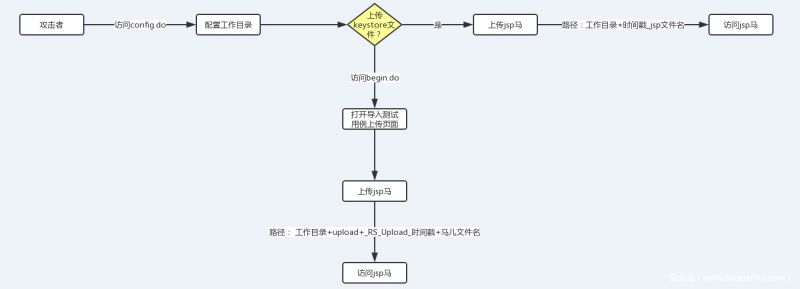 攻击者
访问config.do
配置工作目录
上传
keystore文
件？
是
上传jsp马
路径：工作目录+时间戳_jsp文件名
访问jsp马
访问begin.do
打开导入测试
用例上传页面
上传jsp马
路径： 工作目录+upload+_RS_Upload_时间戳+马儿文件名
访问jsp马
安全客（www.anquanke.com）